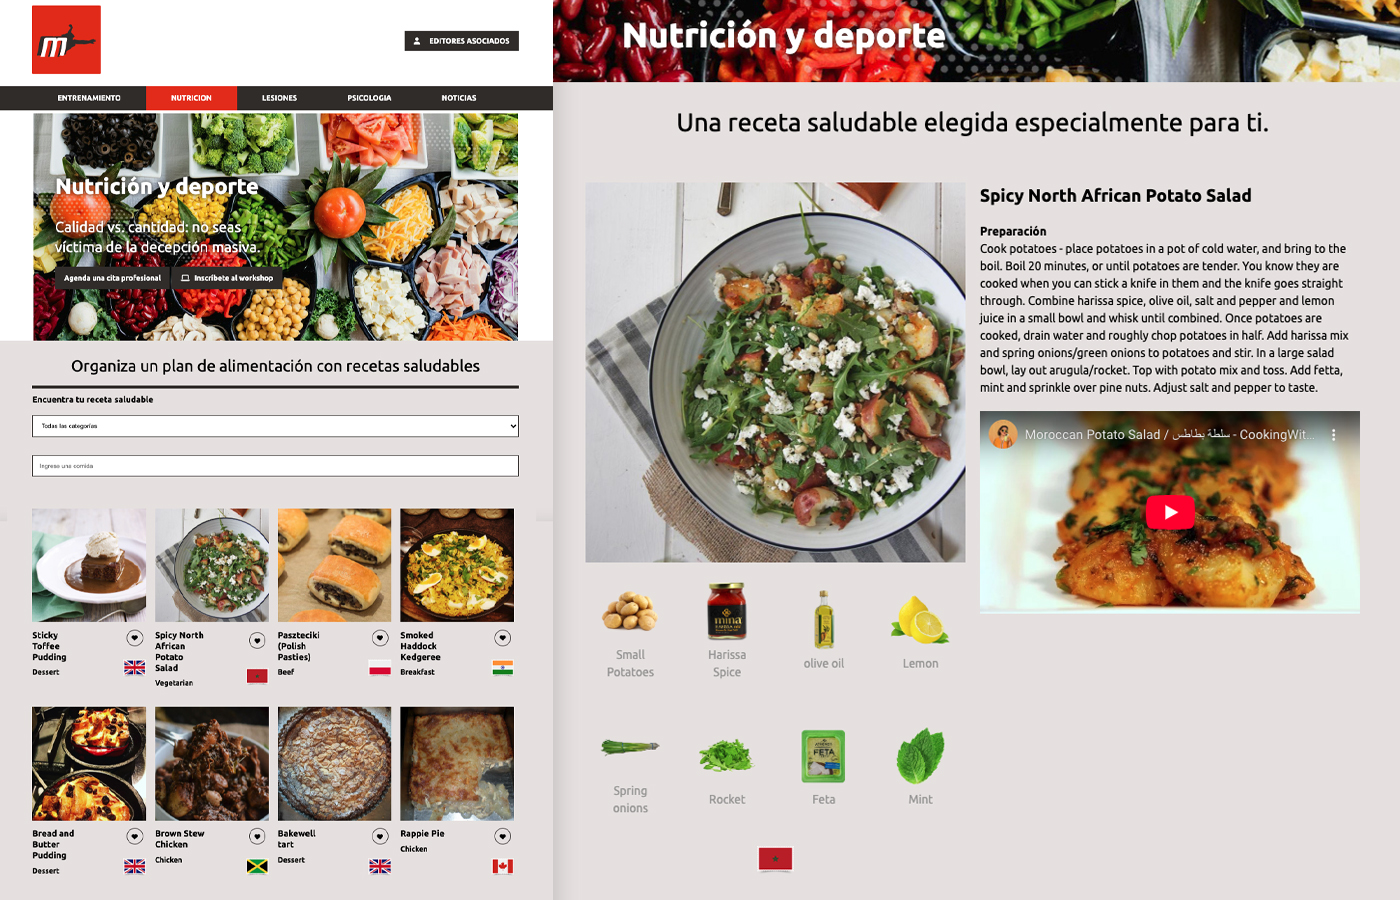 m
EDITORES ASOCIADOS
ENTRENAMIENTO
NUTRICION
LESIONES
PSICOLOGIA
NOTICIAS
Nutrición y deporte
Calidad vs. cantidad: no seas
víctima de la decepción masiva.
Agenda una cita profesional
Inscribete al workshop
Organiza un plan de alimentación con recetas saludables
Encuentra tu receta saludable
Todas las categorías
Ingrese una comida
Sticky
Toffee
Pudding
Dessert
Spicy North
African
Potato
Salad
Vegetarian
Paszteciki
(Polish
Pasties)
Beef
Smoked
Haddock
Kedgeree
Breakfast
Bread and
Butter
Pudding
Dessert
Brown Stew
Chicken
Chicken
Bakewell
tart
Dessert
Rappie Pie
Chicken
Nutrición y deporte
Una receta saludable elegida especialmente para ti.
Spicy North African Potato Salad
Preparación
Cook potatoes - place potatoes in a pot of cold water, and bring to the
boil. Boil 20 minutes, or until potatoes are tender. You know they are
cooked when you can stick a knife in them and the knife goes straight
through. Combine harissa spice, olive oil, salt and pepper and lemon
juice in a small bowl and whisk until combined. Once potatoes are
cooked, drain water and roughly chop potatoes in half. Add harissa mix
and spring onions/green onions to potatoes and stir. In a large salad
bowl, lay out arugula/rocket. Top with potato mix and toss. Add fetta,
mint and sprinkle over pine nuts. Adjust salt and pepper to taste.
Moroccan Potato Salad / سلطة بطاطس - CookingWit...
mina
Small
Potatoes
Harissa
Spice
olive oil
Lemon
FETA
Spring
onions
Rocket
Feta
Mint